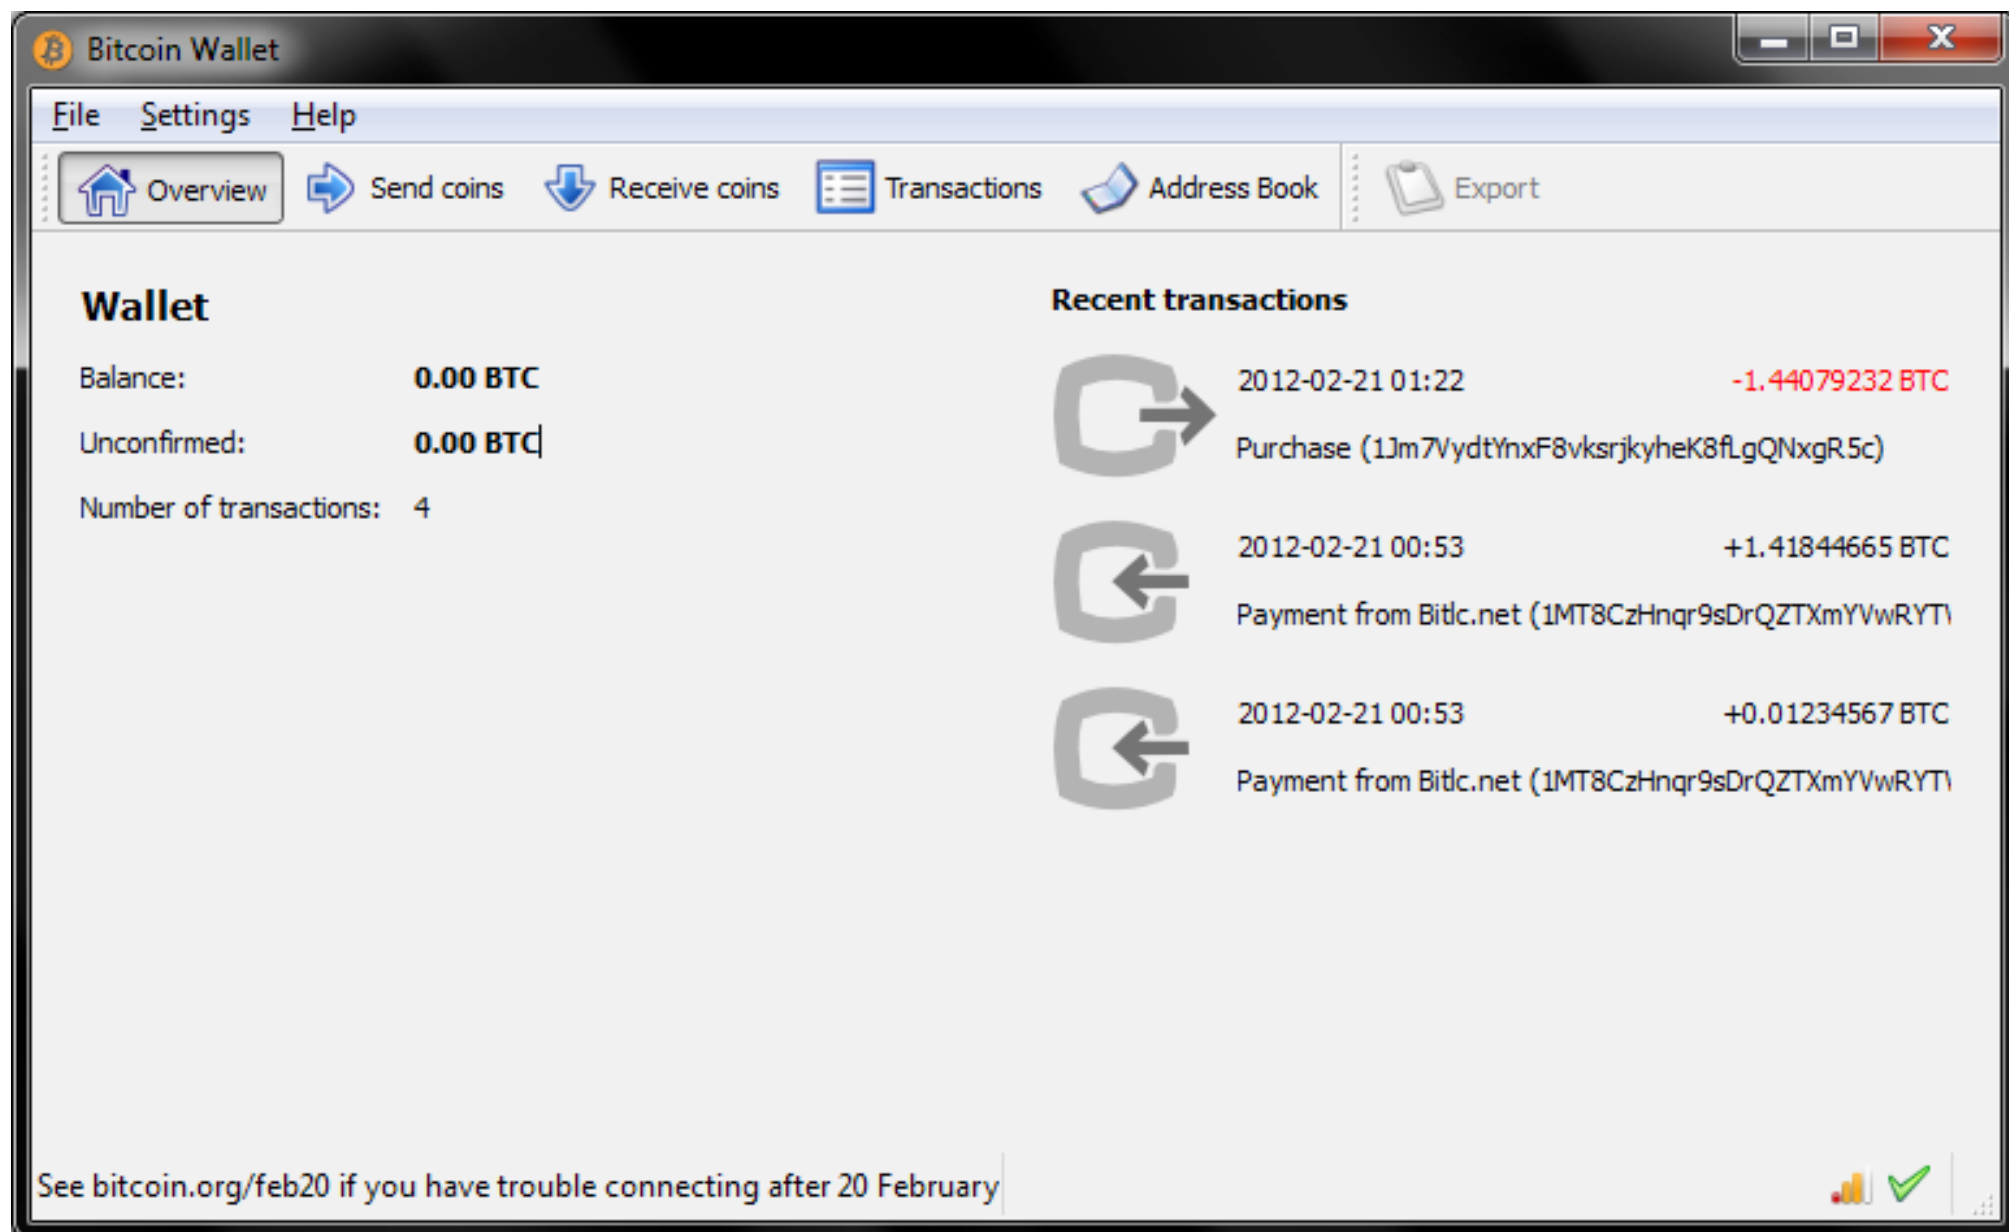 Bitcoin Wallet
File Settings Help
Overview Send coins Receive coins Transactions Address Book Export
Wallet
Balance: 0.00 BTC
Unconfirmed: 0.00 BTC
Number of transactions: 4
Recent transactions
2012-02-21 01:22 -1.44079232 BTC
Purchase (1Jm7VydtYnxF8vksrjkyheK8fLgQNxgR5c)
2012-02-21 00:53 +1.41844665 BTC
Payment from Bitlc.net (1MT8CzHnqr9sDrQZTXmYVwRYT
2012-02-21 00:53 +0.01234567 BTC
Payment from Bitlc.net (1MT8CzHnqr9sDrQZTXmYVwRYT
See bitcoin.org/feb20 if you have trouble connecting after 20 February